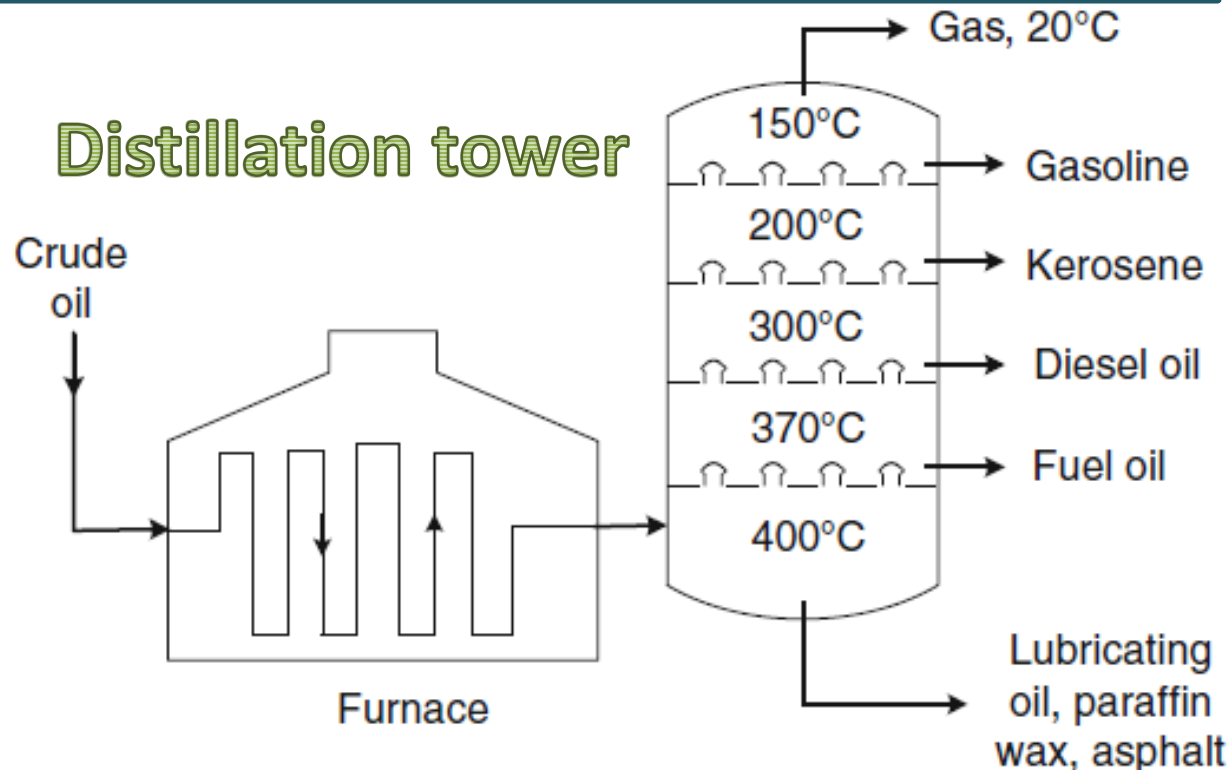 Gas, 20°C
Distillation tower
150°C
Gasoline
200°C
Kerosene
Crude
oil
300°C
Diesel oil
370°C
Fuel oil
400°C
Furnace
Lubricating
oil, paraffin
wax, asphalt